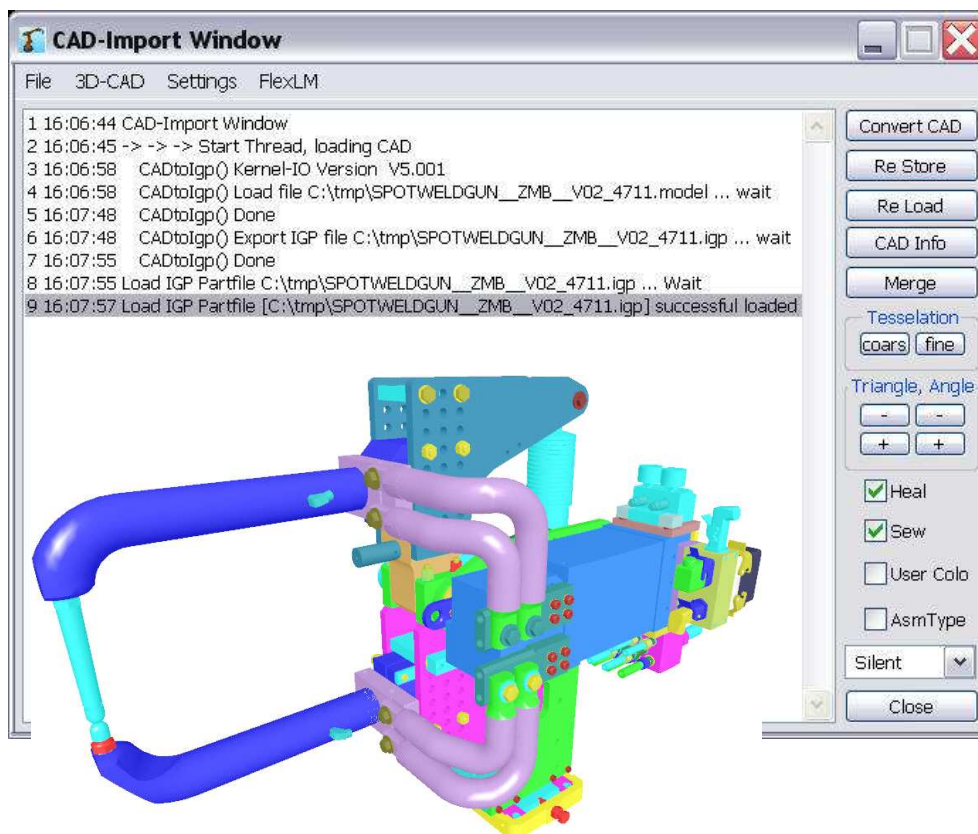 CAD-Import Window
File 3D-CAD Settings FlexLM
1 16:06:44 CAD-Import Window
2 16:06:45 -> -> -> Start Thread, loading CAD
3 16:06:58 CADtoIgp() Kernel-IO Version V5.001
4 16:06:58 CADtoIgp() Load file C:\tmp\SPOTWELDGUN__ZMB__V02_4711.model ... wait
5 16:07:48 CADtoIgp() Done
6 16:07:48 CADtoIgp() Export IGP file C:\tmp\SPOTWELDGUN__ZMB__V02_4711.igp ... wait
7 16:07:55 CADtoIgp() Done
8 16:07:55 Load IGP Partfile C:\tmp\SPOTWELDGUN__ZMB__V02_4711.igp ... Wait
9 16:07:57 Load IGP Partfile [C:\tmp\SPOTWELDGUN__ZMB__V02_4711.igp] successful loaded
Convert CAD
Re Store
Re Load
CAD Info
Merge
Tesselation
coars fine
Triangle, Angle
- -
+ +
Heal
Sew
User Colo
AsmType
Silent
Close